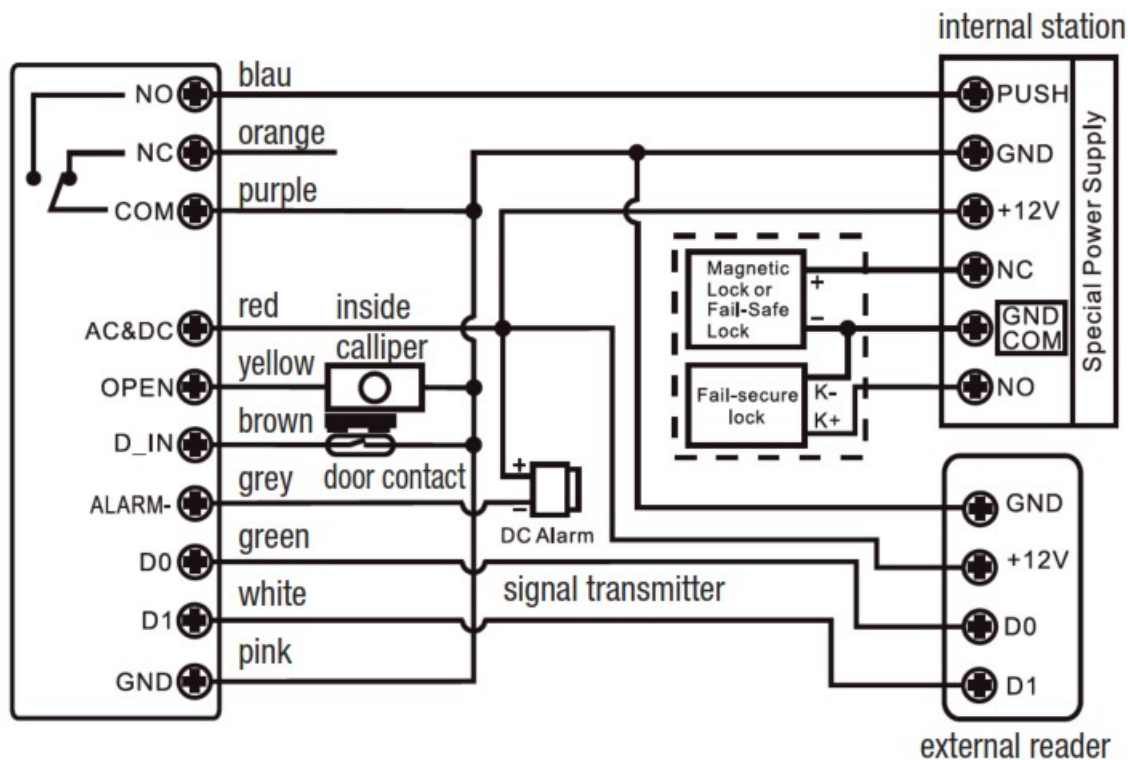 internal station
NO
blau
PUSH
NC
orange
GND
COM
purple
+12V
Magnetic
Lock or
Fail-Safe
Lock
+
-
NC
GND
COM
NO
Special Power Supply
AC&DC
red
inside
calliper
OPEN
yellow
Fail-secure
lock
K-
K+
D_IN
brown
door contact
ALARM-
grey
+
-
DC Alarm
GND
D0
green
+12V
D1
white
signal transmitter
D0
GND
pink
D1
external reader